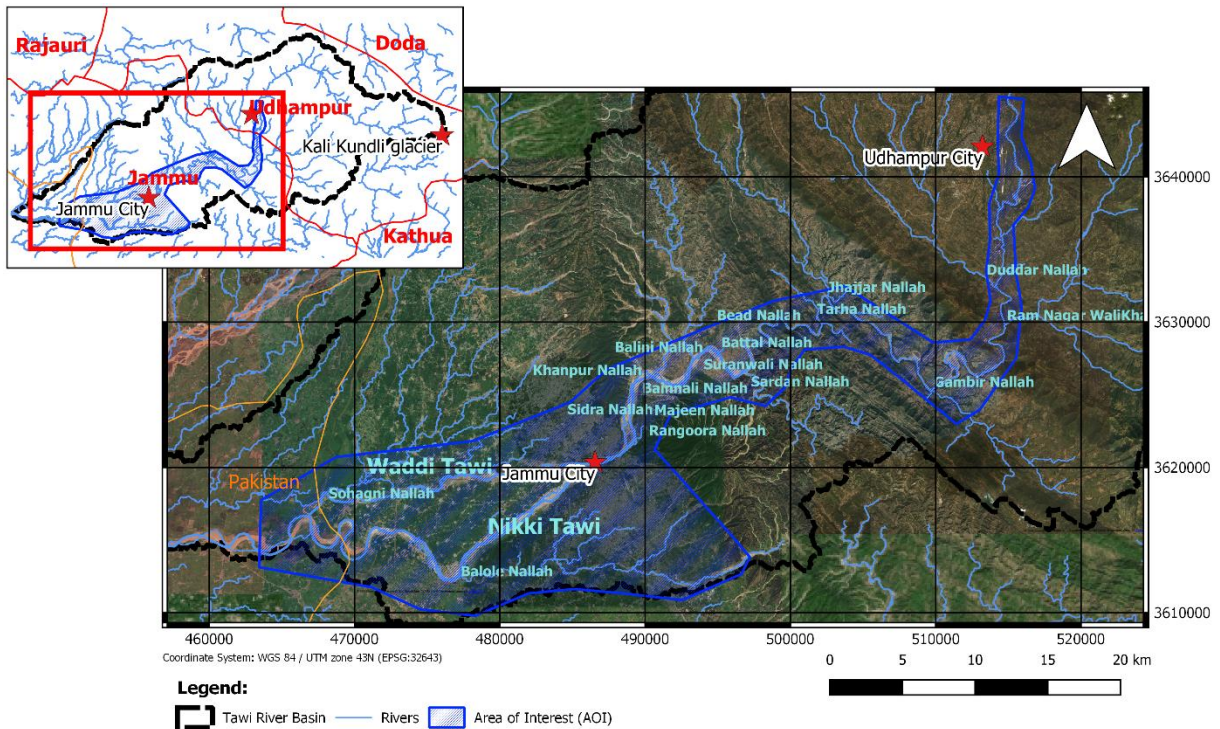 Rajauri
Doda
Udhampur
Kali Kundli glacier
Jammu
Jammu City
Kathua
Udhampur City
3640000
Duddar Nallah
Jhajjar Nallah
Tarha Nallah
Ram Nagar WaliKha
Bead Nallah
3630000
Balini Nallah
Battal Nallah
Khanpur Nallah
Suranwali Nallah
Bamnali Nallah
Sardan Nallah
Gambir Nallah
Sidra Nallah
Majeen Nallah
Rangoora Nallah
Waddi Tawi
Jammu City
3620000
Pakistan
Sohagni Nallah
Nikki Tawi
Balole Nallah
3610000
460000 470000 480000 490000 500000 510000 520000
Coordinate System: WGS 84 / UTM zone 43N (EPSG:32643)
0 5 10 15 20 km
Legend:
Tawi River Basin Rivers Area of Interest (AOI)